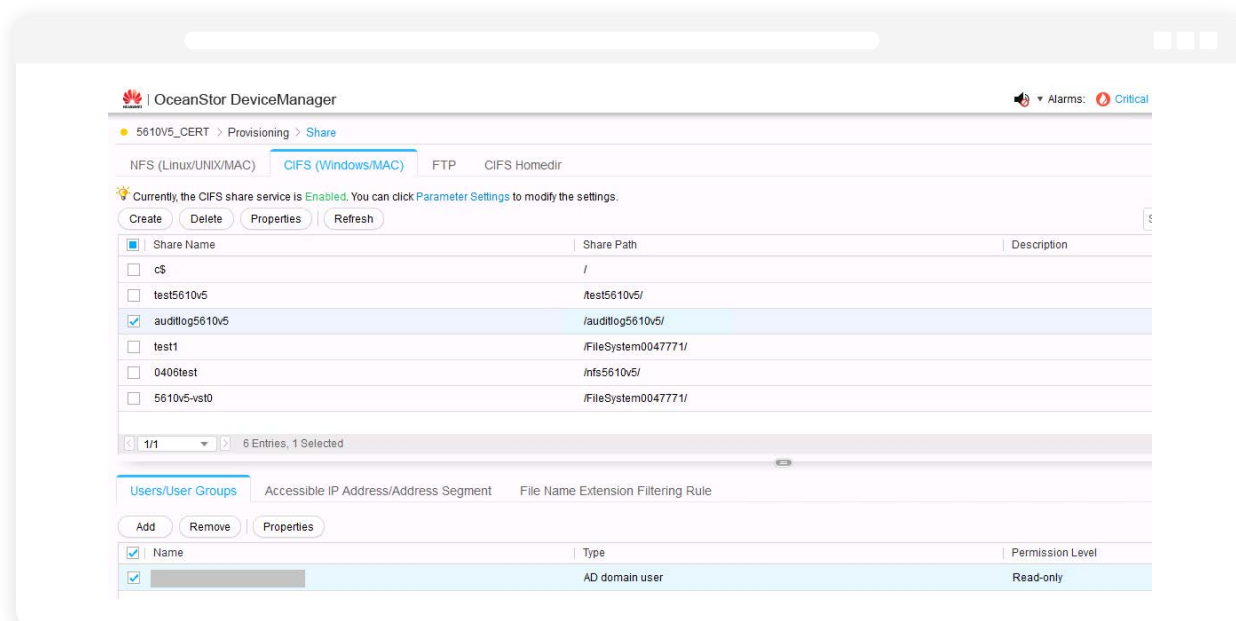 HUAWEI | OceanStor DeviceManager Alarms: Critical
5610V5_CERT > Provisioning > Share
NFS (Linux/UNIX/MAC) CIFS (Windows/MAC) FTP CIFS Homedir
Currently, the CIFS share service is Enabled. You can click Parameter Settings to modify the settings.
Create Delete Properties Refresh
Share Name Share Path Description
c$ /
test5610v5 /test5610v5/
auditlog5610v5 /auditlog5610v5/
test1 /FileSystem0047771/
0406test /nfs5610v5/
5610v5-vst0 /FileSystem0047771/
1/1 6 Entries, 1 Selected
Users/User Groups Accessible IP Address/Address Segment File Name Extension Filtering Rule
Add Remove Properties
Name Type Permission Level
AD domain user Read-only